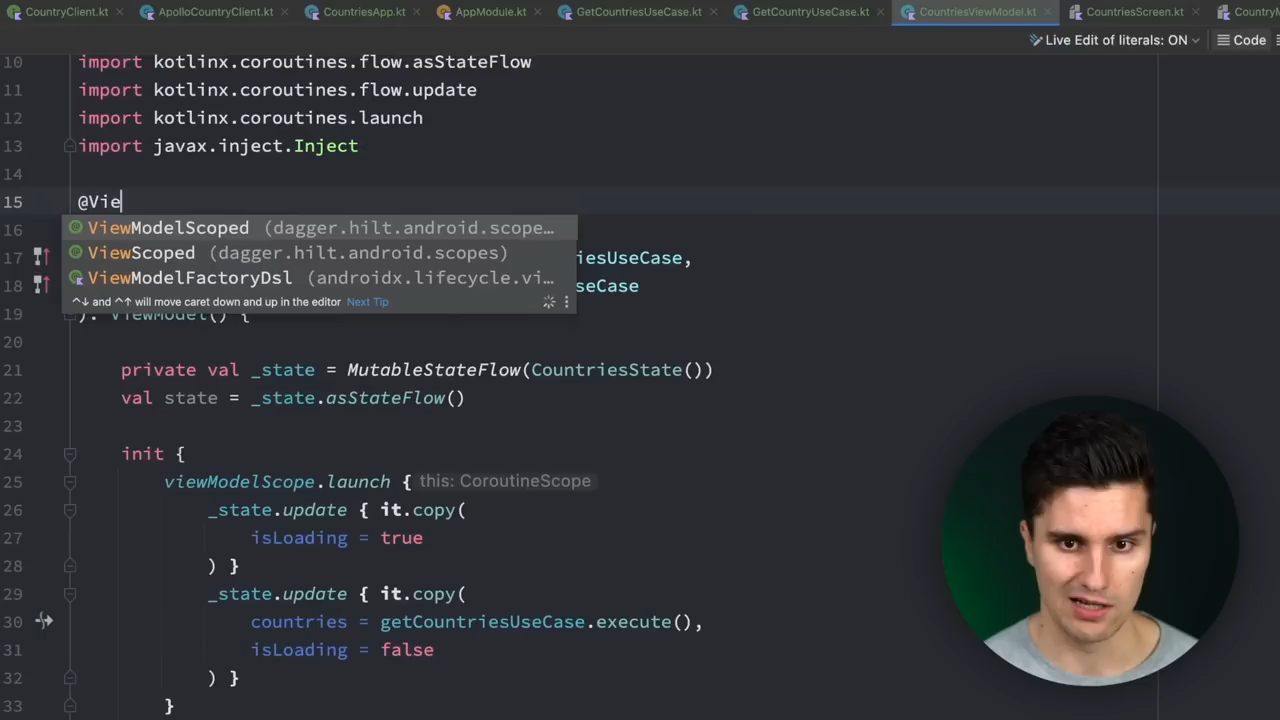 CountryClient.kt
ApolloCountryClient.kt
CountriesApp.kt
AppModule.kt
GetCountriesUseCase.kt
GetCountryUseCase.kt
CountriesViewModel.kt
CountriesScreen.kt
Live Edit of literals: ON
Code
10 import kotlinx.coroutines.flow.asStateFlow
11 import kotlinx.coroutines.flow.update
12 import kotlinx.coroutines.launch
13 import javax.inject.Inject
14
15 @Vie
ViewModelScoped (dagger.hilt.android.scope…
16
ViewScoped (dagger.hilt.android.scopes)
17 iesUseCase,
ViewModelFactoryDsl (androidx.lifecycle.vi…
18 seCase
^↓ and ^↑ will move caret down and up in the editor Next Tip
19 ). ViewModel() {
20
21 private val _state = MutableStateFlow(CountriesState())
22 val state = _state.asStateFlow()
23
24 init {
25 viewModelScope.launch { this: CoroutineScope
26 _state.update { it.copy(
27 isLoading = true
28 ) }
29 _state.update { it.copy(
30 countries = getCountriesUseCase.execute(),
31 isLoading = false
32 ) }
33 }